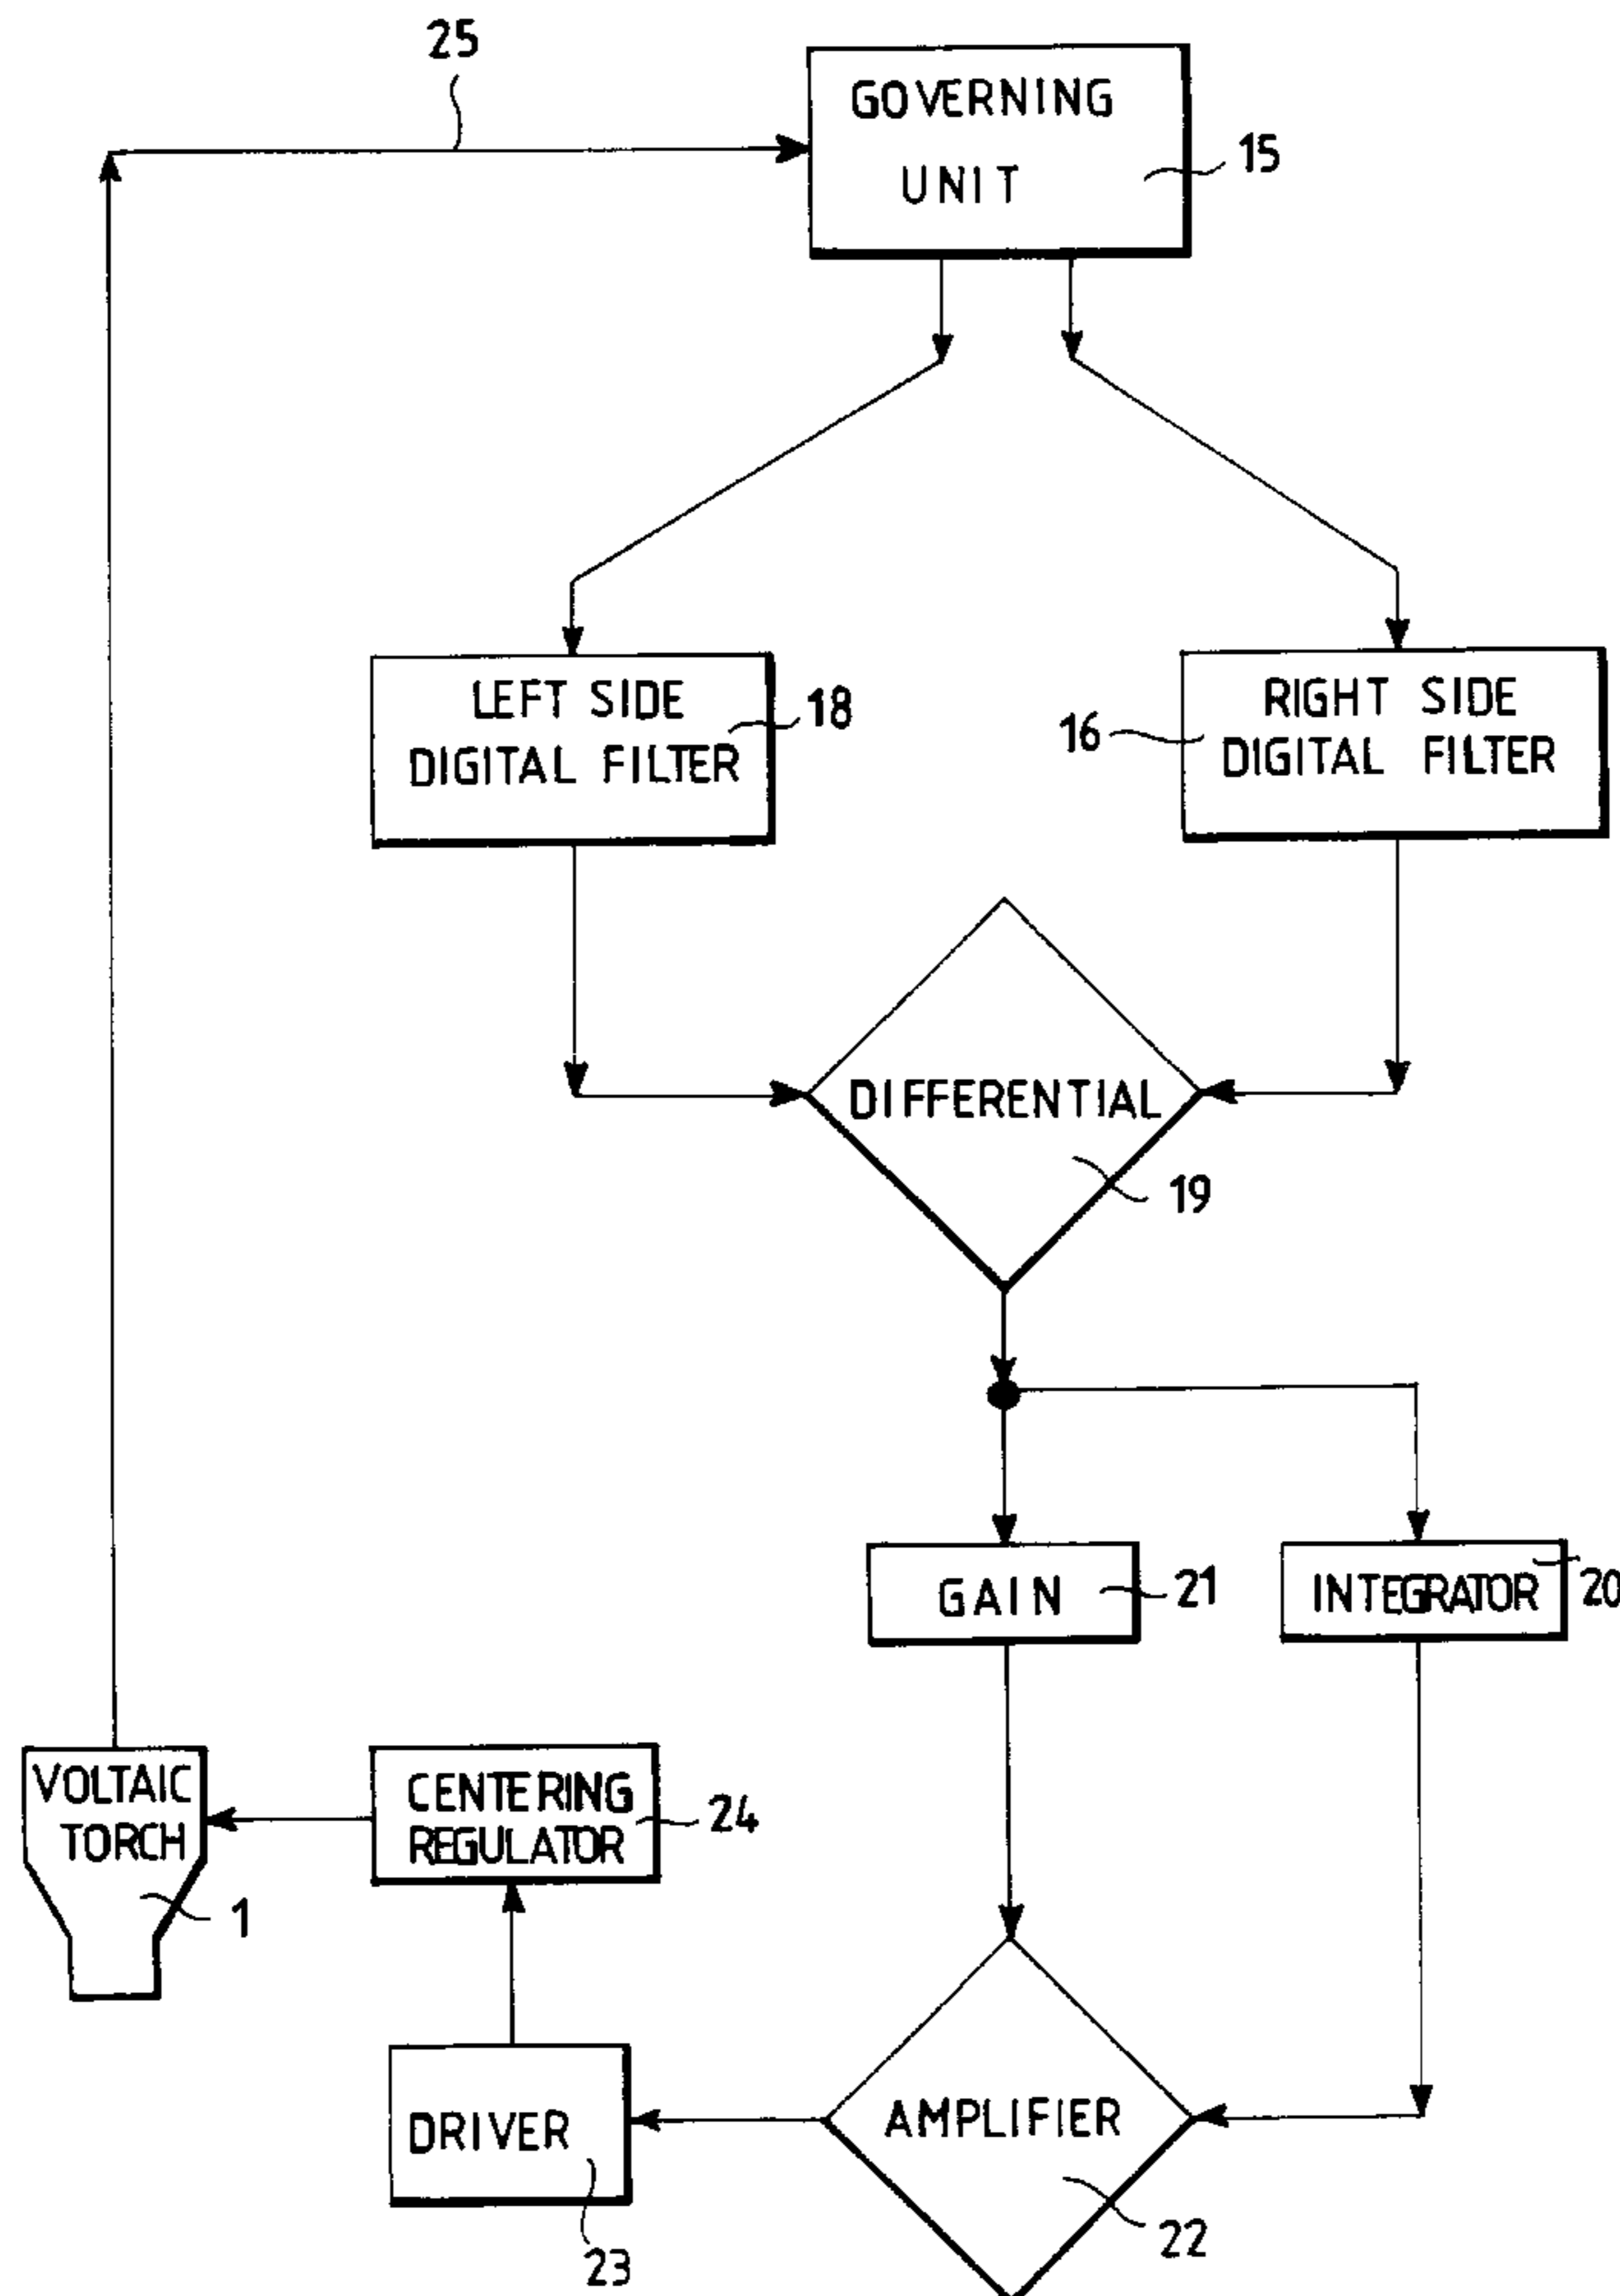 25
GOVERNING
UNIT
15
LEFT SIDE
DIGITAL FILTER
18
16
RIGHT SIDE
DIGITAL FILTER
DIFFERENTIAL
19
GAIN
21
INTEGRATOR
20
VOLTAIC
TORCH
1
CENTERING
REGULATOR
24
DRIVER
23
AMPLIFIER
22